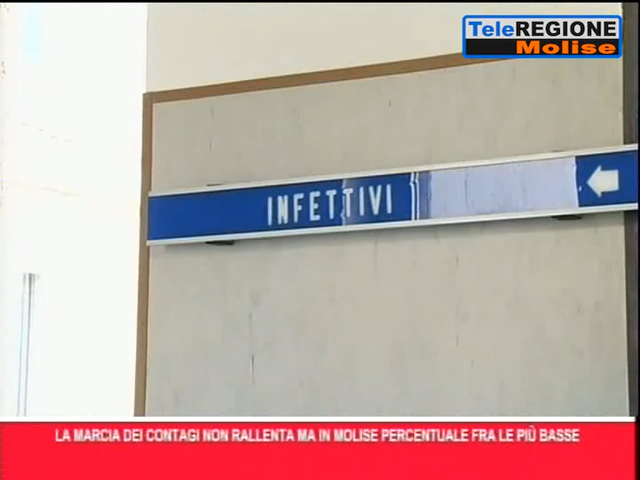 TeleREGIONE
Molise
INFETTIVI
LA MARCIA DEI CONTAGI NON RALLENTA MA IN MOLISE PERCENTUALE FRA LE PIÙ BASSE